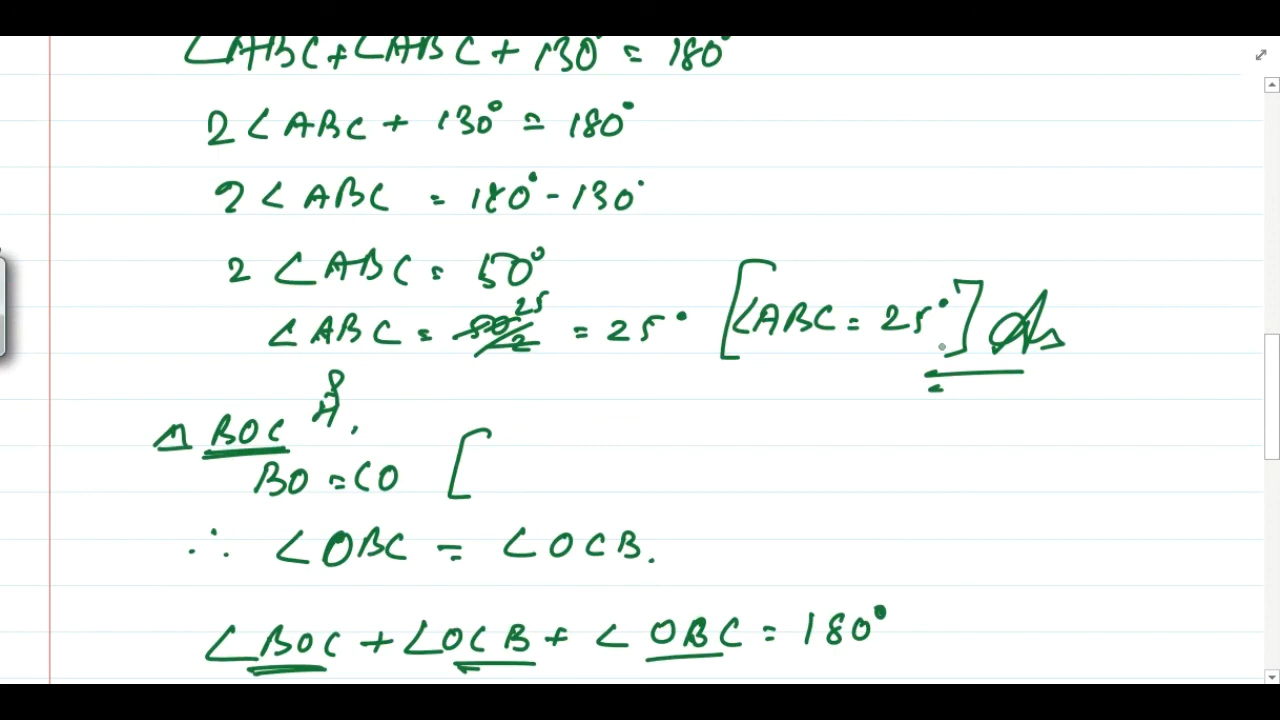 ∠ABC + ∠ABC + 130° = 180°
2 ∠ABC + 130° = 180°
2 ∠ABC = 180° - 130°
2 ∠ABC = 50°
∠ABC = 50/2 25 = 25° [∠ABC = 25°] Ans
△ BOC
BO = CO [
∴ ∠OBC = ∠OCB.
∠BOC + ∠OCB + ∠OBC = 180°